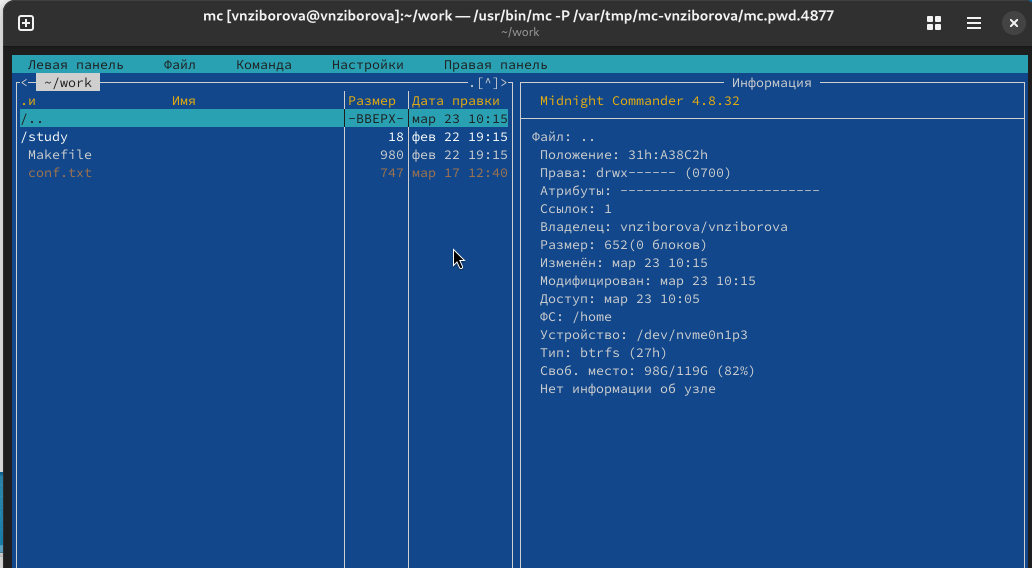 mc [vnziborova@vnziborova]:~/work — /usr/bin/mc -P /var/tmp/mc-vnziborova/mc.pwd.4877
~/work
Левая панель Файл Команда Настройки Правая панель
<─ ~/work .[^]>
.и Имя Размер Дата правки
/.. -ВВЕРХ- мар 23 10:15
/study 18 фев 22 19:15
Makefile 980 фев 22 19:15
conf.txt 747 мар 17 12:40
Информация
Midnight Commander 4.8.32
Файл: ..
Положение: 31h:A38C2h
Права: drwx------ (0700)
Атрибуты: -------------------------
Ссылок: 1
Владелец: vnziborova/vnziborova
Размер: 652(0 блоков)
Изменён: мар 23 10:15
Модифицирован: мар 23 10:15
Доступ: мар 23 10:05
ФС: /home
Устройство: /dev/nvme0n1p3
Тип: btrfs (27h)
Своб. место: 98G/119G (82%)
Нет информации об узле